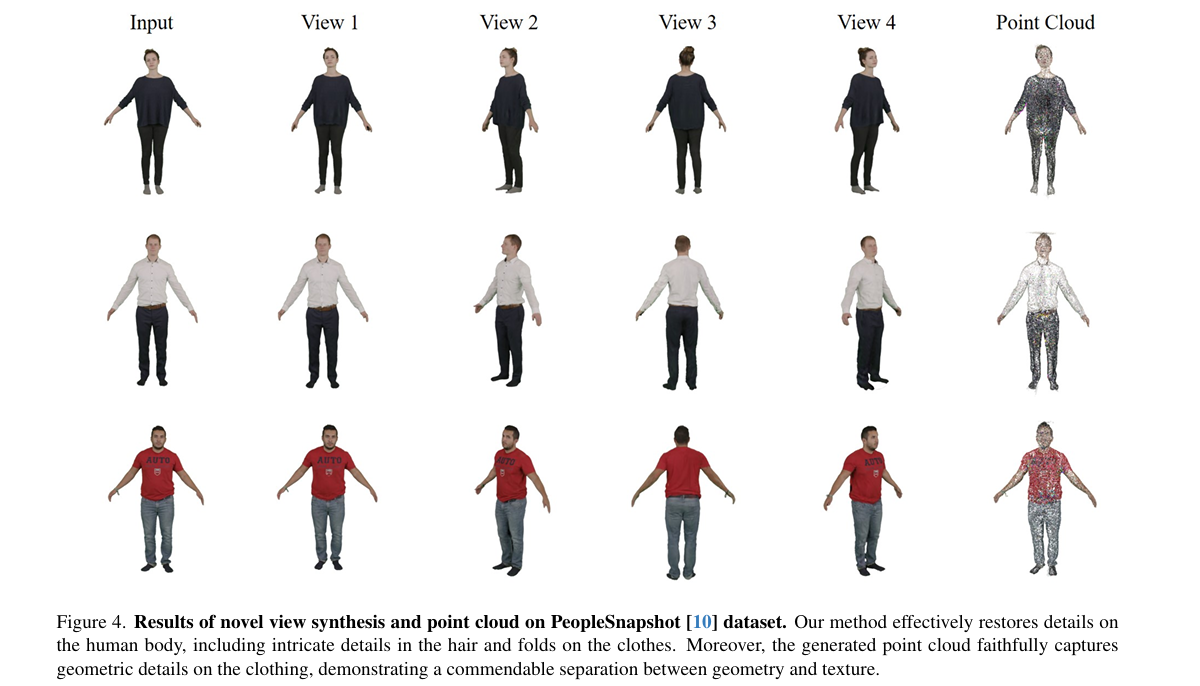 Input View 1 View 2 View 3 View 4 Point Cloud
AUTO AUTO AUTO AUTO
Figure 4. Results of novel view synthesis and point cloud on PeopleSnapshot [10] dataset. Our method effectively restores details on
the human body, including intricate details in the hair and folds on the clothes. Moreover, the generated point cloud faithfully captures
geometric details on the clothing, demonstrating a commendable separation between geometry and texture.